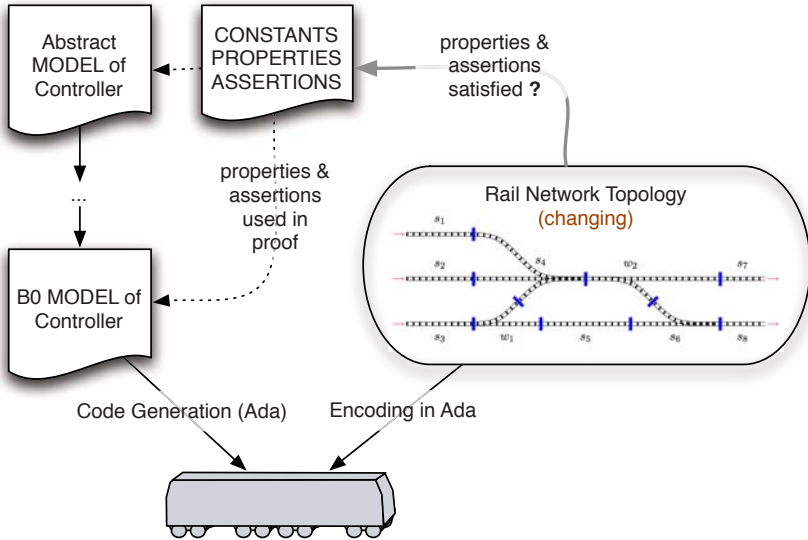 Abstract
MODEL of
Controller
CONSTANTS
PROPERTIES
ASSERTIONS
properties &
assertions
satisfied ?
...
properties &
assertions
used in
proof
B0 MODEL of
Controller
Rail Network Topology
(changing)
s1
s2
s4
w2
s7
s3
w1
s5
s6
s8
Code Generation (Ada)
Encoding in Ada